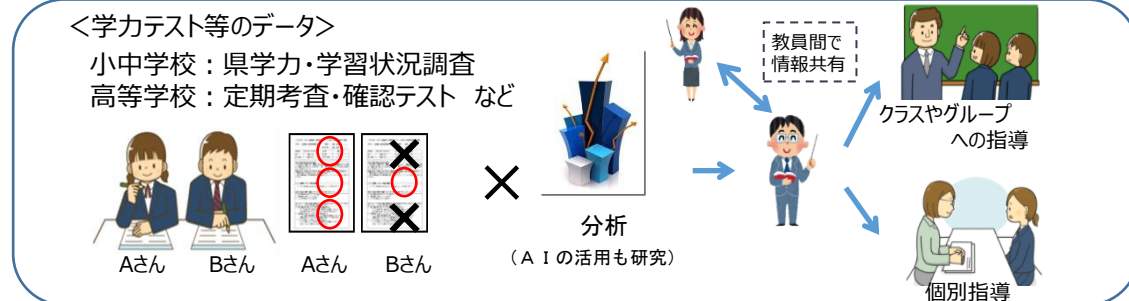 <学力テスト等のデータ>
小中学校：県学力・学習状況調査
高等学校：定期考査・確認テスト など
教員間で
情報共有
クラスやグループ
への指導
分析
（ＡＩの活用も研究）
Aさん
Bさん
Aさん
Bさん
個別指導